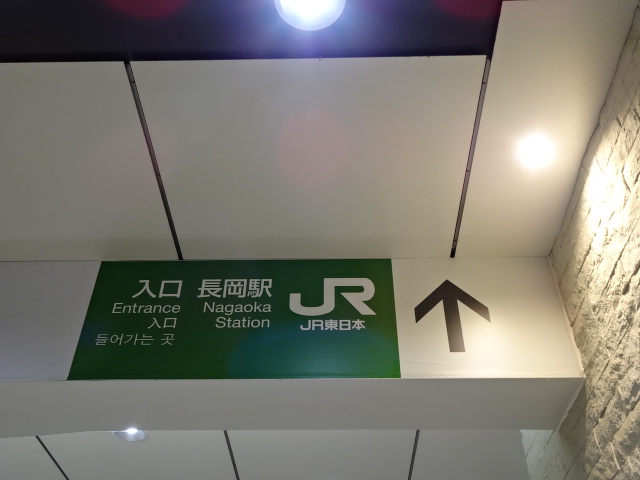 入口 長岡駅
Entrance Nagaoka
入口 Station
들어가는 곳
JR
JR東日本